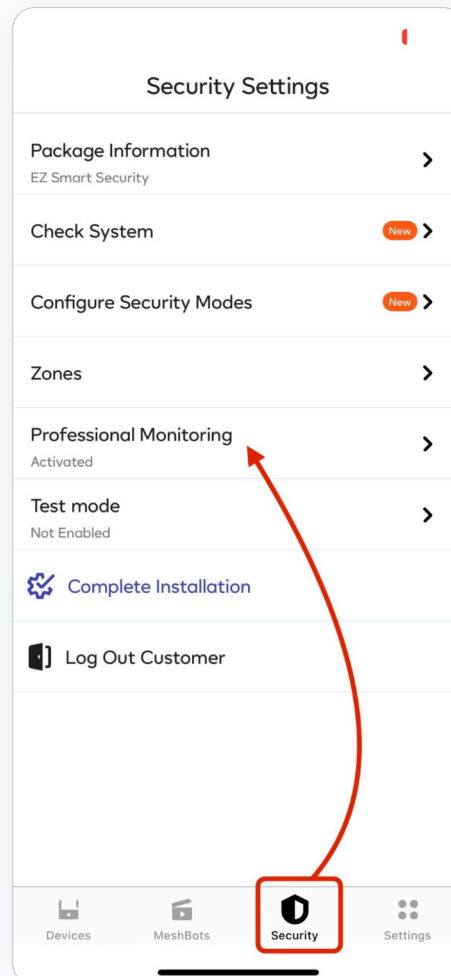 Security Settings
Package Information
EZ Smart Security
Check System
New
Configure Security Modes
New
Zones
Professional Monitoring
Activated
Test mode
Not Enabled
Complete Installation
Log Out Customer
Devices
MeshBots
Security
Settings